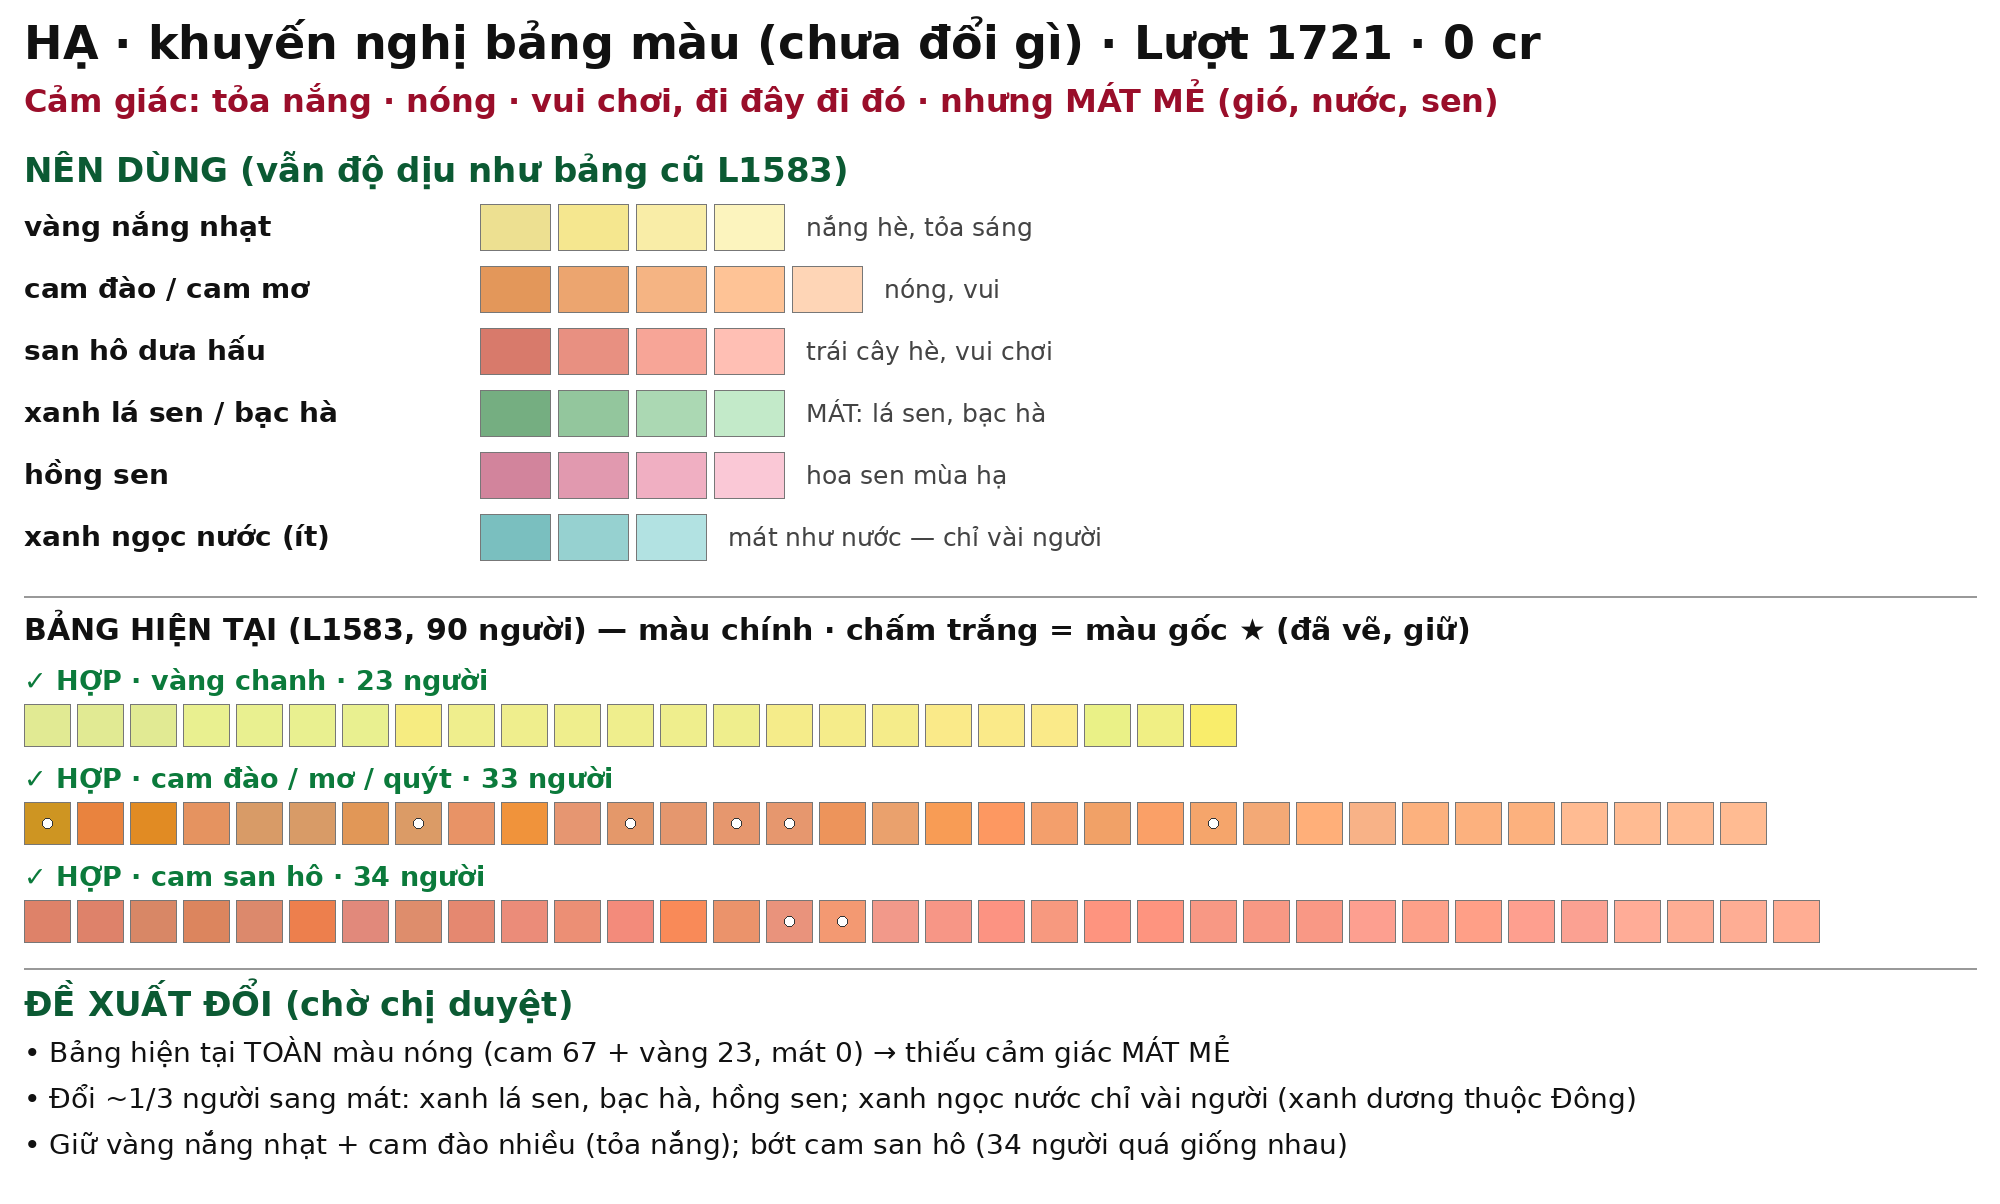 HẠ · khuyến nghị bảng màu (chưa đổi gì) · Lượt 1721 · 0 cr
Cảm giác: tỏa nắng · nóng · vui chơi, đi đây đi đó · nhưng MÁT MẺ (gió, nước, sen)
NÊN DÙNG (vẫn độ dịu như bảng cũ L1583)
vàng nắng nhạt nắng hè, tỏa sáng
cam đào / cam mơ nóng, vui
san hô dưa hấu trái cây hè, vui chơi
xanh lá sen / bạc hà MÁT: lá sen, bạc hà
hồng sen hoa sen mùa hạ
xanh ngọc nước (ít) mát như nước — chỉ vài người
BẢNG HIỆN TẠI (L1583, 90 người) — màu chính · chấm trắng = màu gốc ★ (đã vẽ, giữ)
✓ HỢP · vàng chanh · 23 người
✓ HỢP · cam đào / mơ / quýt · 33 người
✓ HỢP · cam san hô · 34 người
ĐỀ XUẤT ĐỔI (chờ chị duyệt)
• Bảng hiện tại TOÀN màu nóng (cam 67 + vàng 23, mát 0) → thiếu cảm giác MÁT MẺ
• Đổi ~1/3 người sang mát: xanh lá sen, bạc hà, hồng sen; xanh ngọc nước chỉ vài người (xanh dương thuộc Đông)
• Giữ vàng nắng nhạt + cam đào nhiều (tỏa nắng); bớt cam san hô (34 người quá giống nhau)